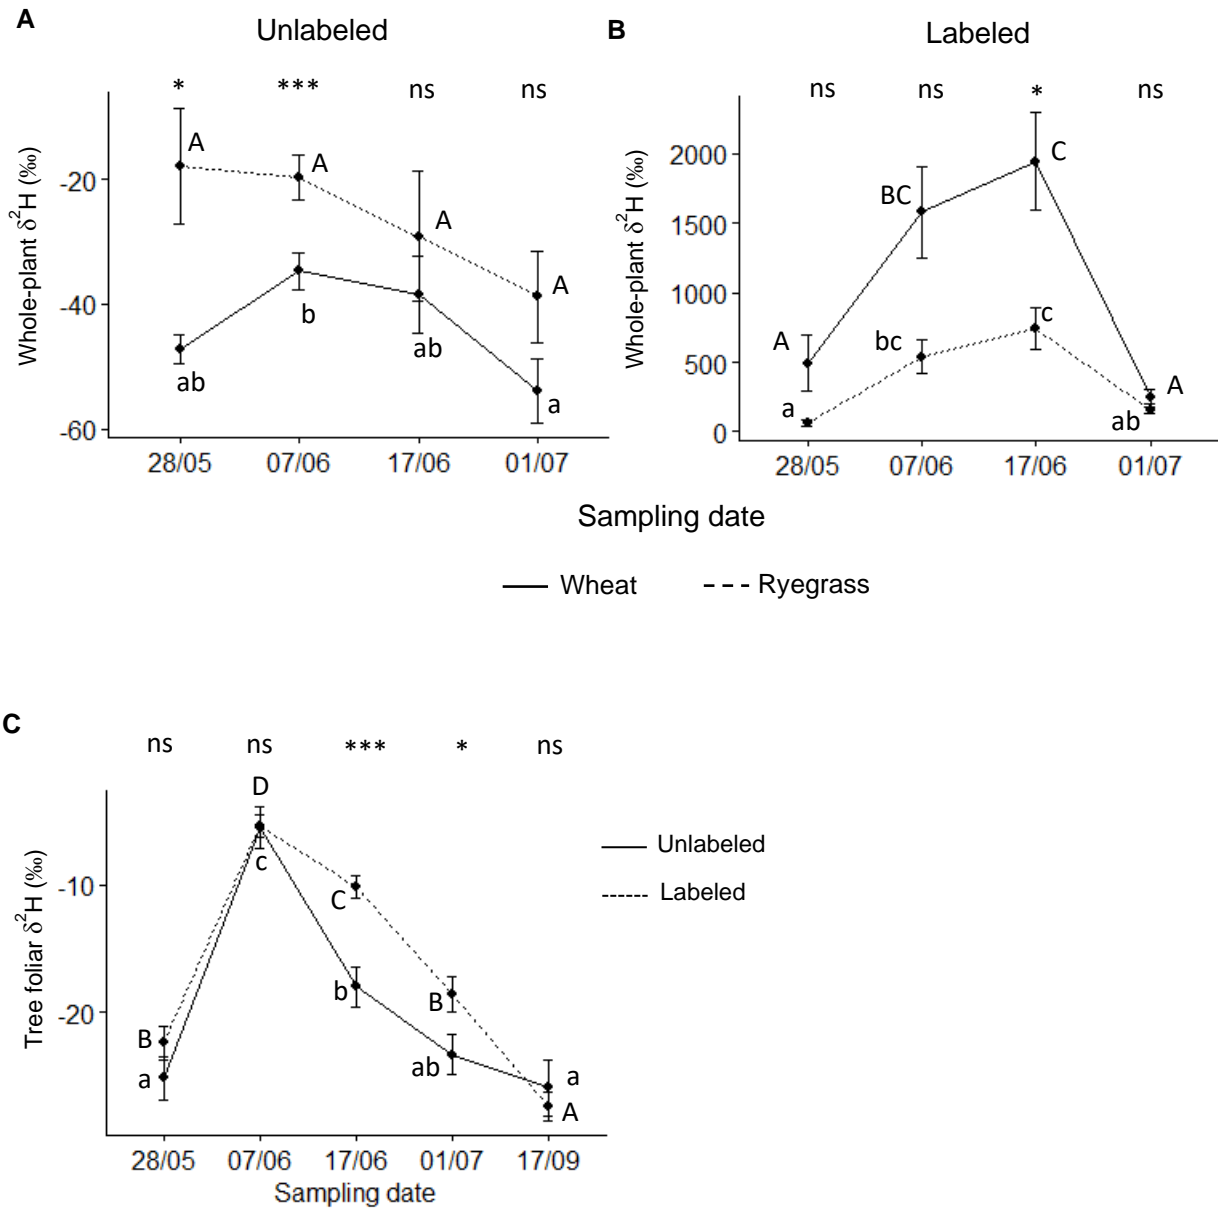 A
Unlabeled
* *** ns ns
Whole-plant δ²H (‰)
-20
-40
-60
A A A A
ab b ab a
28/05 07/06 17/06 01/07
B
Labeled
ns ns * ns
Whole-plant δ²H (‰)
2000
1500
1000
500
0
A BC C A
a bc c ab
28/05 07/06 17/06 01/07
Sampling date
Wheat Ryegrass
C
ns ns *** * ns
Tree foliar δ²H (‰)
-10
-20
B D C B A
a c b ab a
28/05 07/06 17/06 01/07 17/09
Sampling date
Unlabeled
Labeled